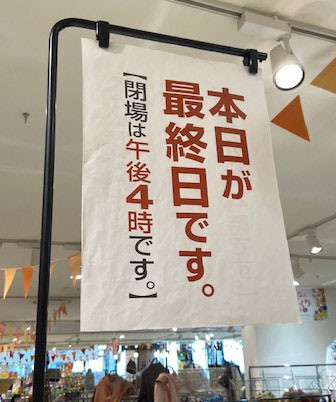 本日が
最終日です。
【閉場は午後4時です。】